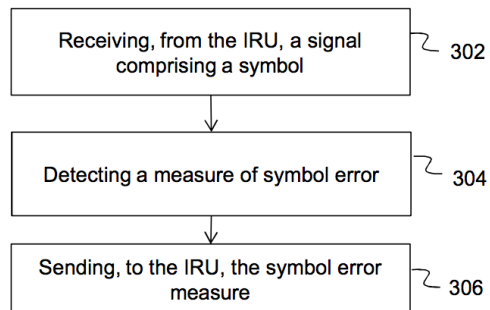 Receiving, from the IRU, a signal
comprising a symbol
302
Detecting a measure of symbol error
304
Sending, to the IRU, the symbol error
measure
306